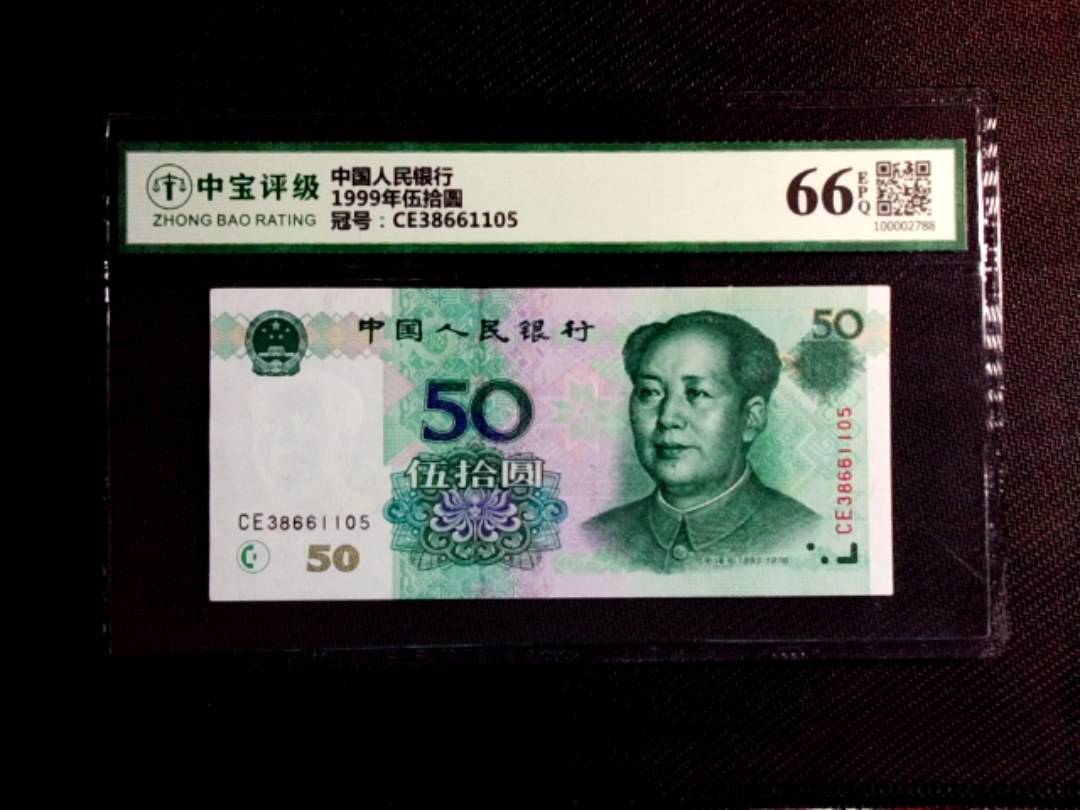 中宝评级
ZHONG BAO RATING
中国人民银行
1999年伍拾圆
冠号：CE38661105
66
EPQ
100002788
中国人民银行
50
50
伍拾圆
CE38661105
50
CE38661105